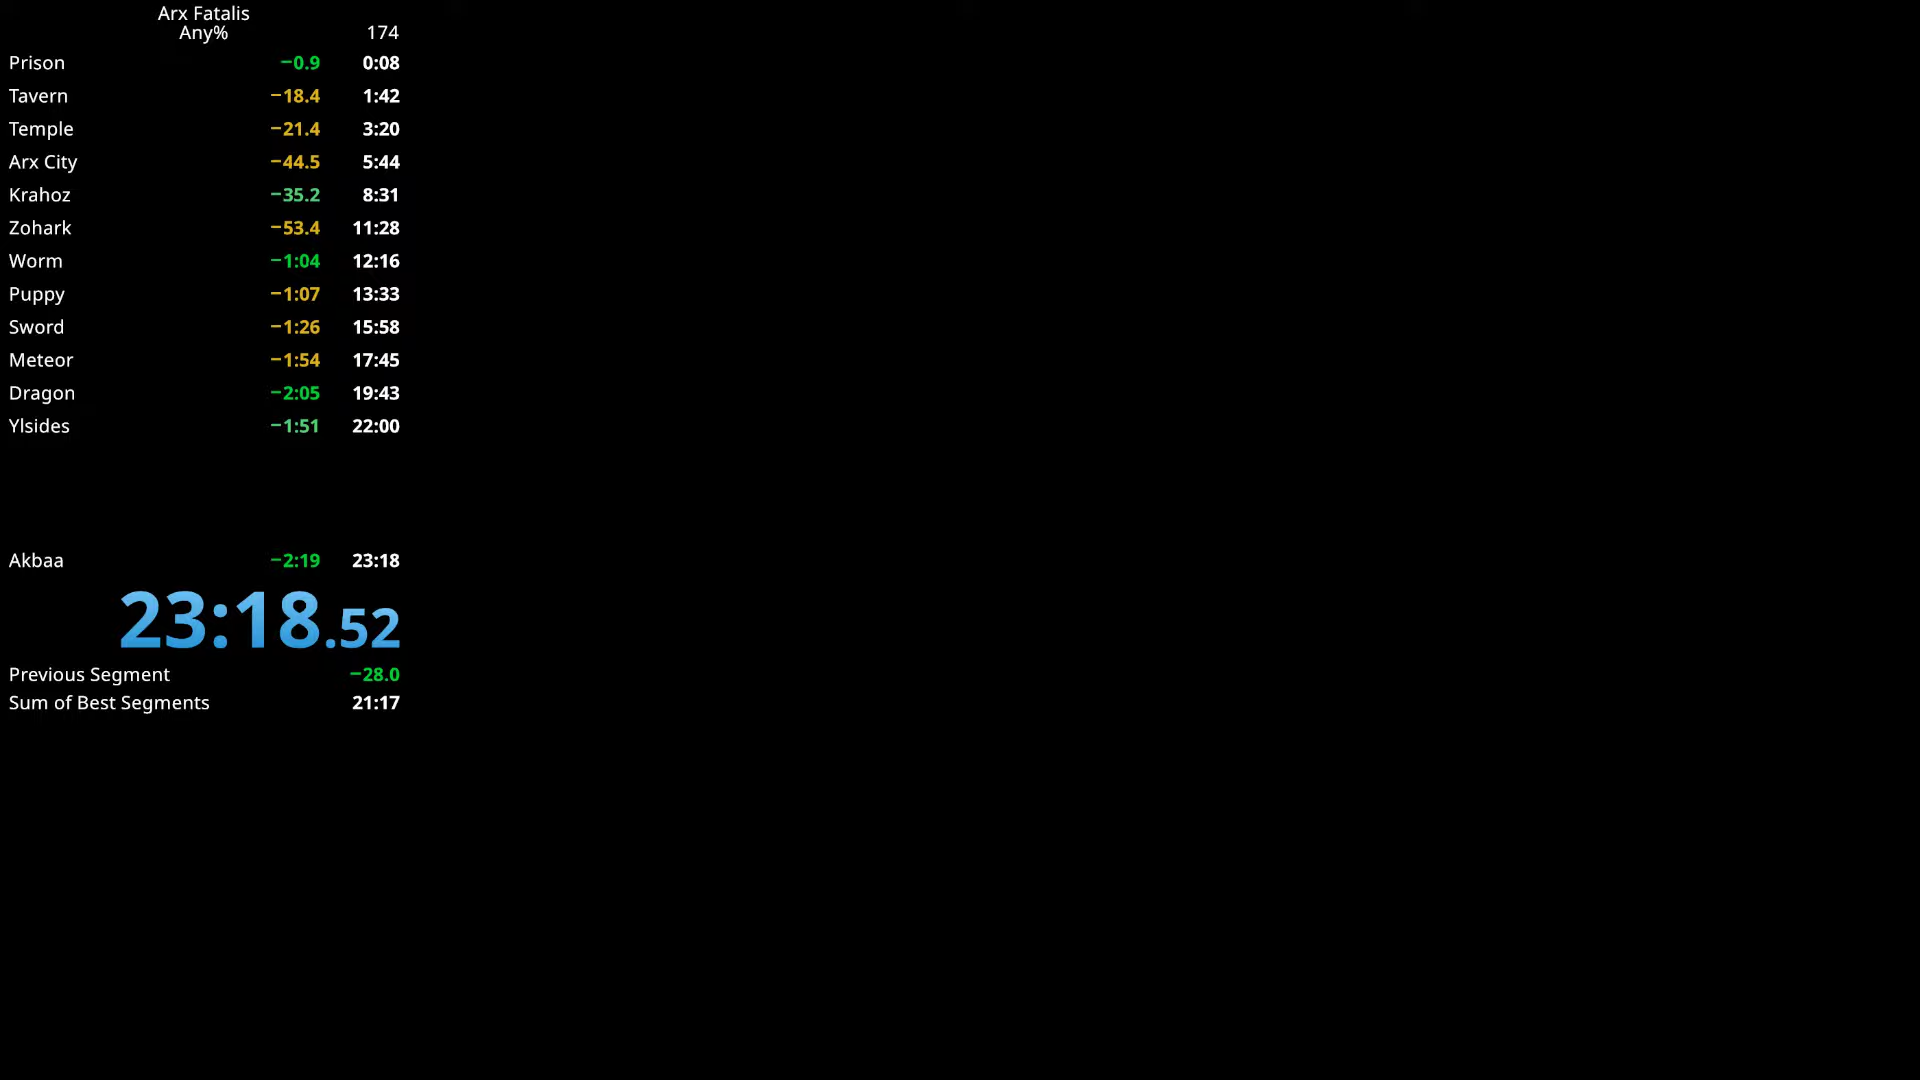 Arx Fatalis
Any% 174
Prison −0.9 0:08
Tavern −18.4 1:42
Temple −21.4 3:20
Arx City −44.5 5:44
Krahoz −35.2 8:31
Zohark −53.4 11:28
Worm −1:04 12:16
Puppy −1:07 13:33
Sword −1:26 15:58
Meteor −1:54 17:45
Dragon −2:05 19:43
Ylsides −1:51 22:00
Akbaa −2:19 23:18
23:18.52
Previous Segment −28.0
Sum of Best Segments 21:17